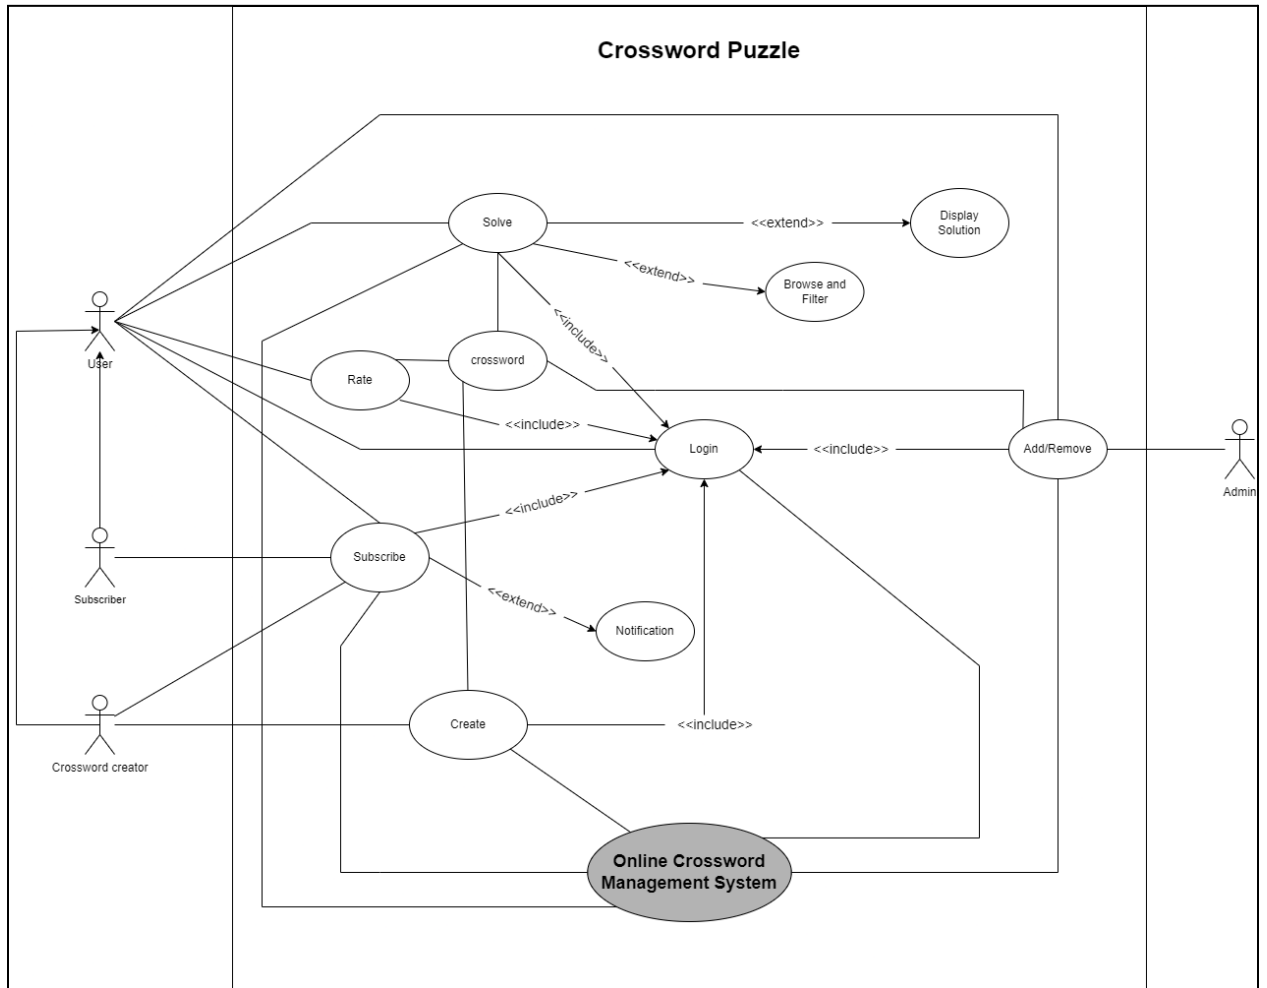 Crossword Puzzle
Solve
<<extend>>
Display
Solution
<<extend>>
Browse and
Filter
<<include>>
User
Rate
crossword
<<include>>
Login
<<include>>
Add/Remove
Admin
<<include>>
Subscriber
Subscribe
<<extend>>
Notification
Crossword creator
Create
<<include>>
Online Crossword
Management System